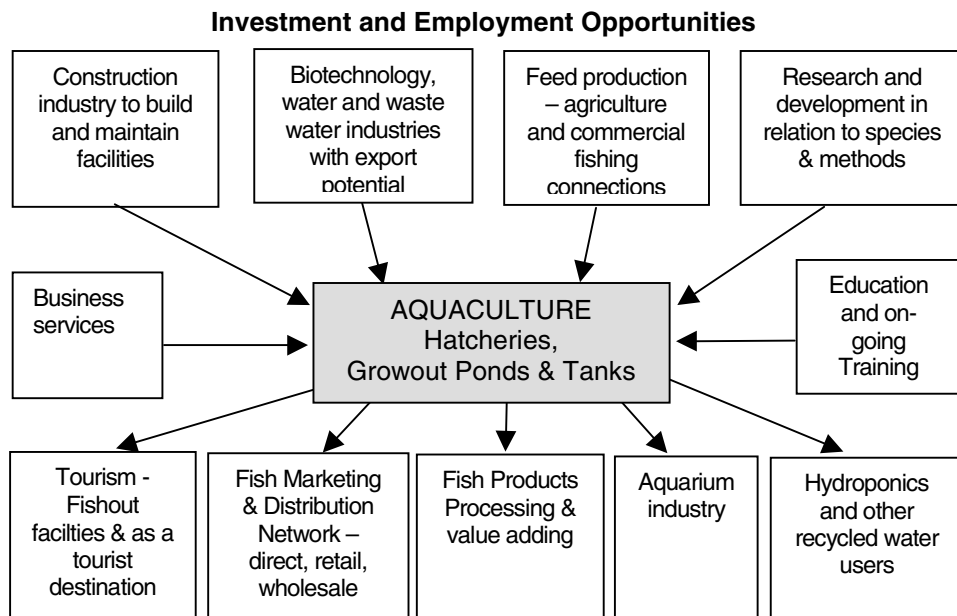 Investment and Employment Opportunities
Construction
industry to build
and maintain
facilities
Biotechnology,
water and waste
water industries
with export
potential
Feed production
– agriculture
and commercial
fishing
connections
Research and
development in
relation to species
& methods
Business
services
AQUACULTURE
Hatcheries,
Growout Ponds & Tanks
Education
and on-
going
Training
Tourism -
Fishout
facilties & as a
tourist
destination
Fish Marketing
& Distribution
Network –
direct, retail,
wholesale
Fish Products
Processing &
value adding
Aquarium
industry
Hydroponics
and other
recycled water
users